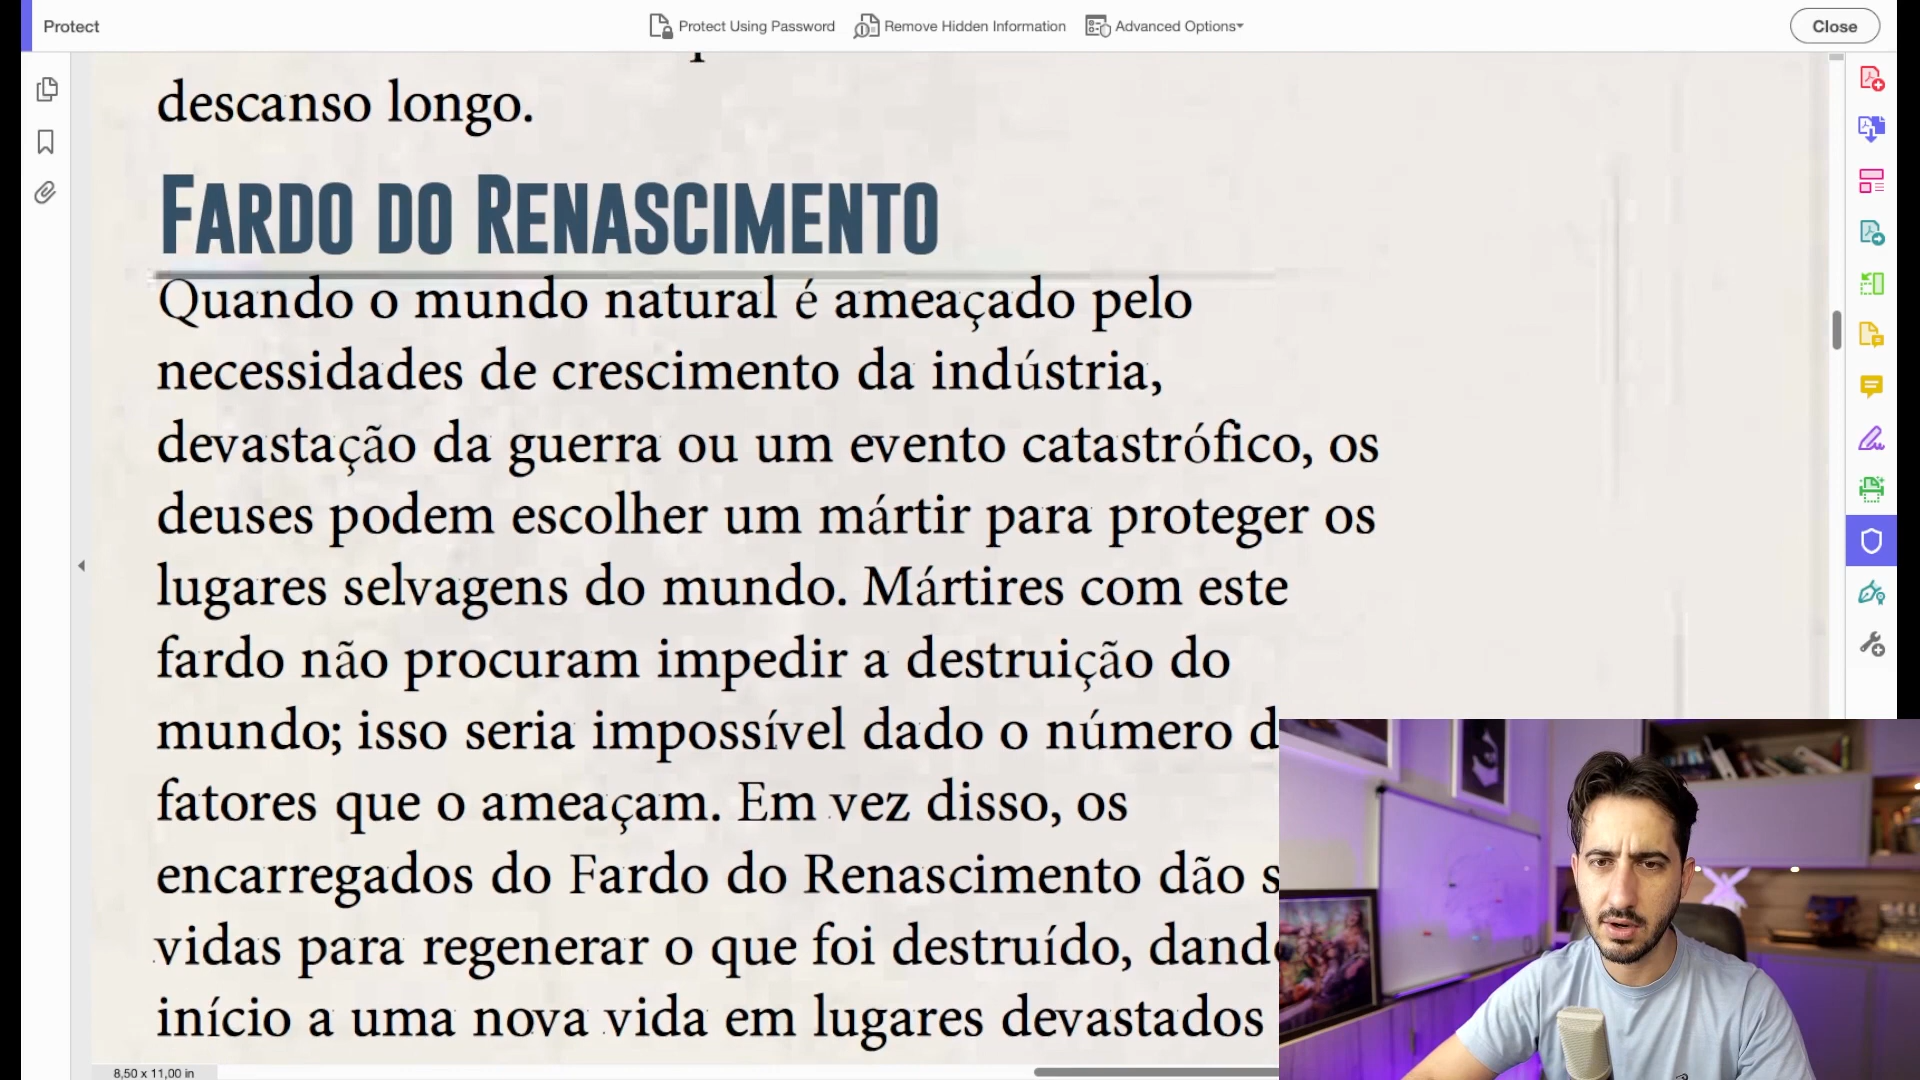 Protect
Protect Using Password
Remove Hidden Information
Advanced Options
Close
descanso longo.
FARDO DO RENASCIMENTO
Quando o mundo natural é ameaçado pelo
necessidades de crescimento da indústria,
devastação da guerra ou um evento catastrófico, os
deuses podem escolher um mártir para proteger os
lugares selvagens do mundo. Mártires com este
fardo não procuram impedir a destruição do
mundo; isso seria impossível dado o número
fatores que o ameaçam. Em vez disso, os
encarregados do Fardo do Renascimento dão
vidas para regenerar o que foi destruído,
início a uma nova vida em lugares devastados
8,50 x 11,00 in